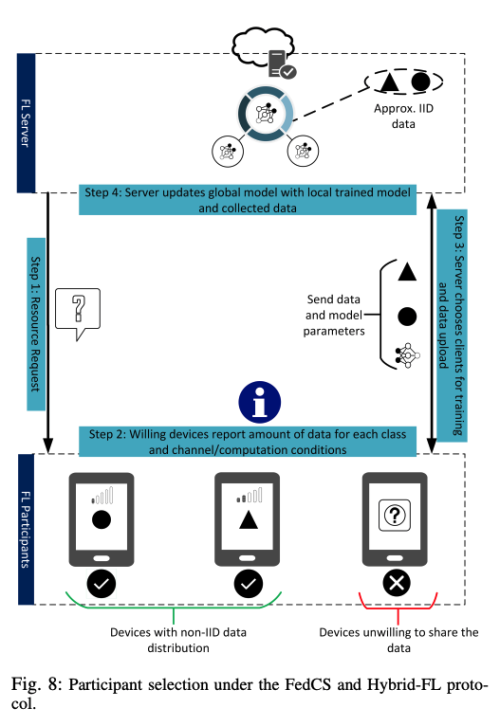 FL Server
Approx. IID
data
Step 4: Server updates global model with local trained model
and collected data
Step 1: Resource Request
?
Send data
and model
parameters
Step 3: Server chooses clients for training
and data upload
i
Step 2: Willing devices report amount of data for each class
and channel/computation conditions
FL Participants
?
Devices with non-IID data
distribution
Devices unwilling to share the
data
Fig. 8: Participant selection under the FedCS and Hybrid-FL proto-
col.